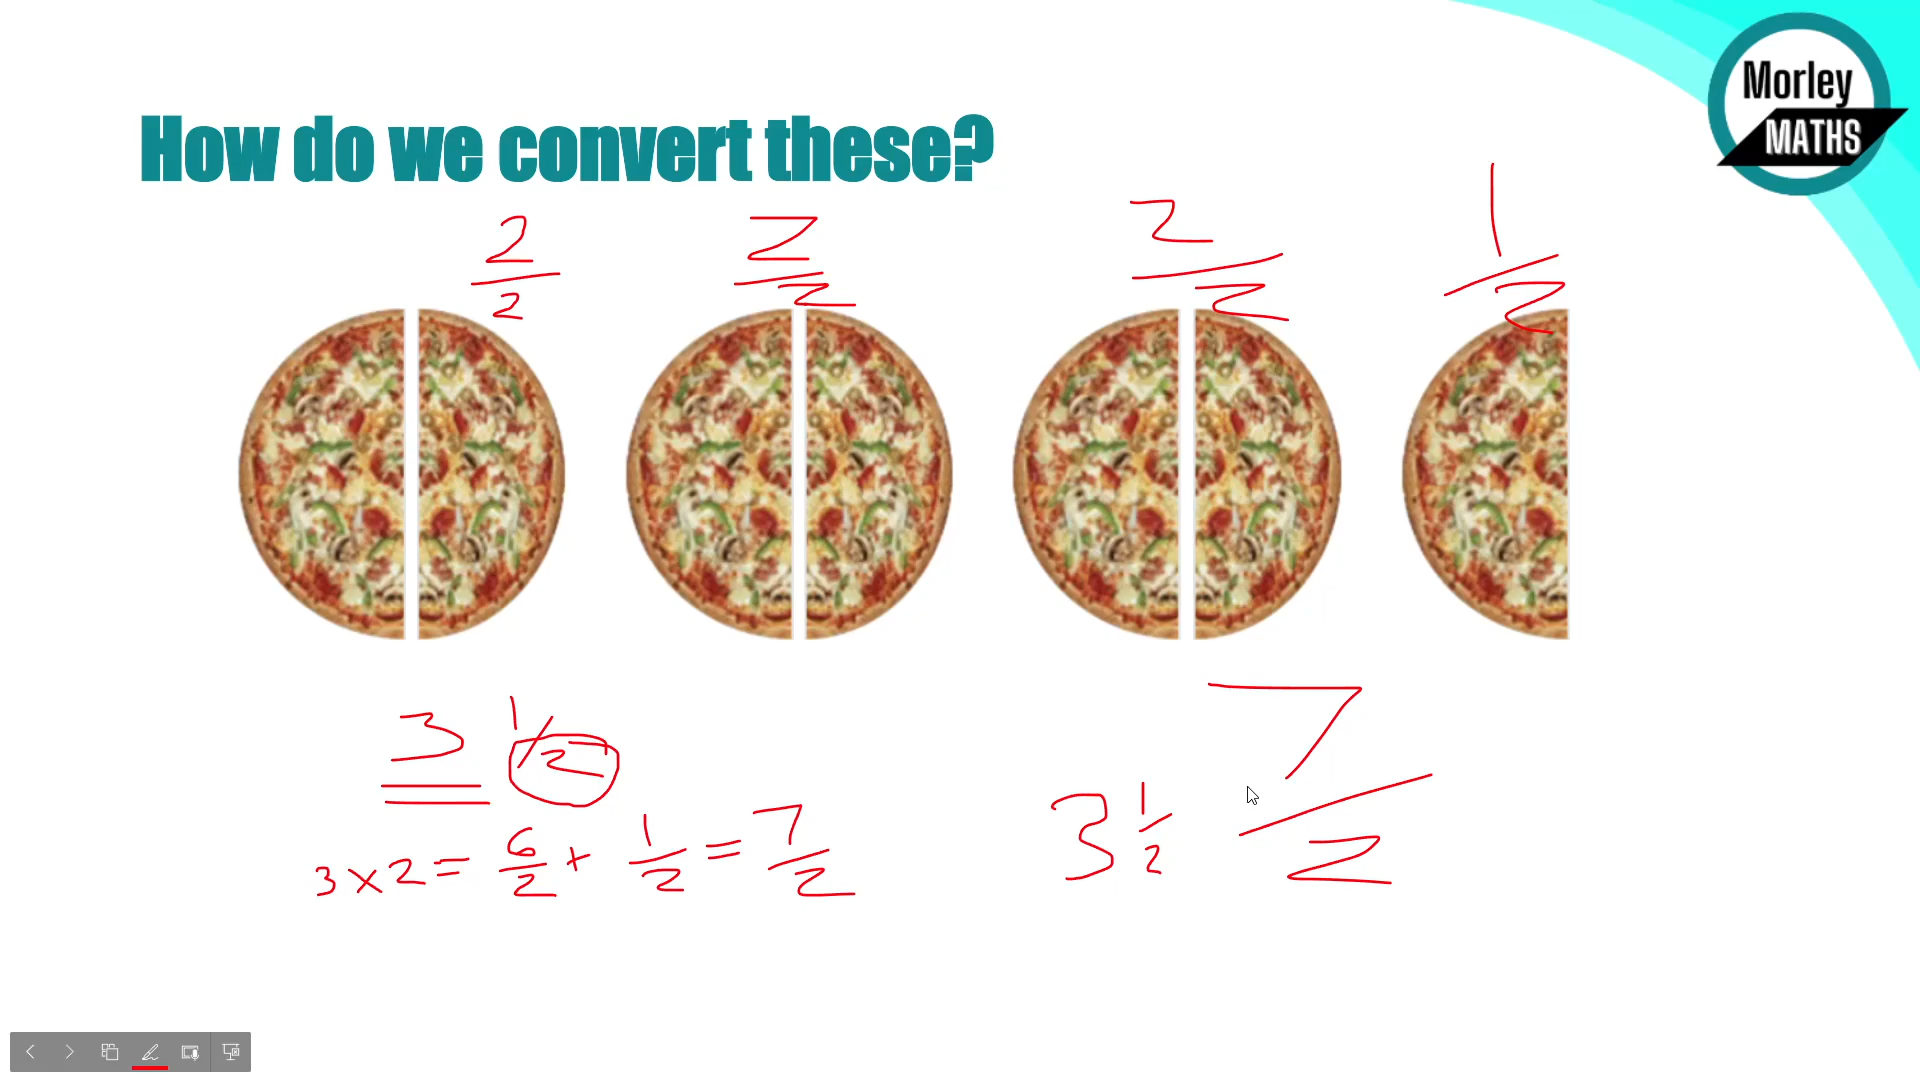 Morley
MATHS
How do we convert these?
2/2 2/2 2/2 1/2
3 1/2
3 x 2 = 6/2 + 1/2 = 7/2
3 1/2 7/2